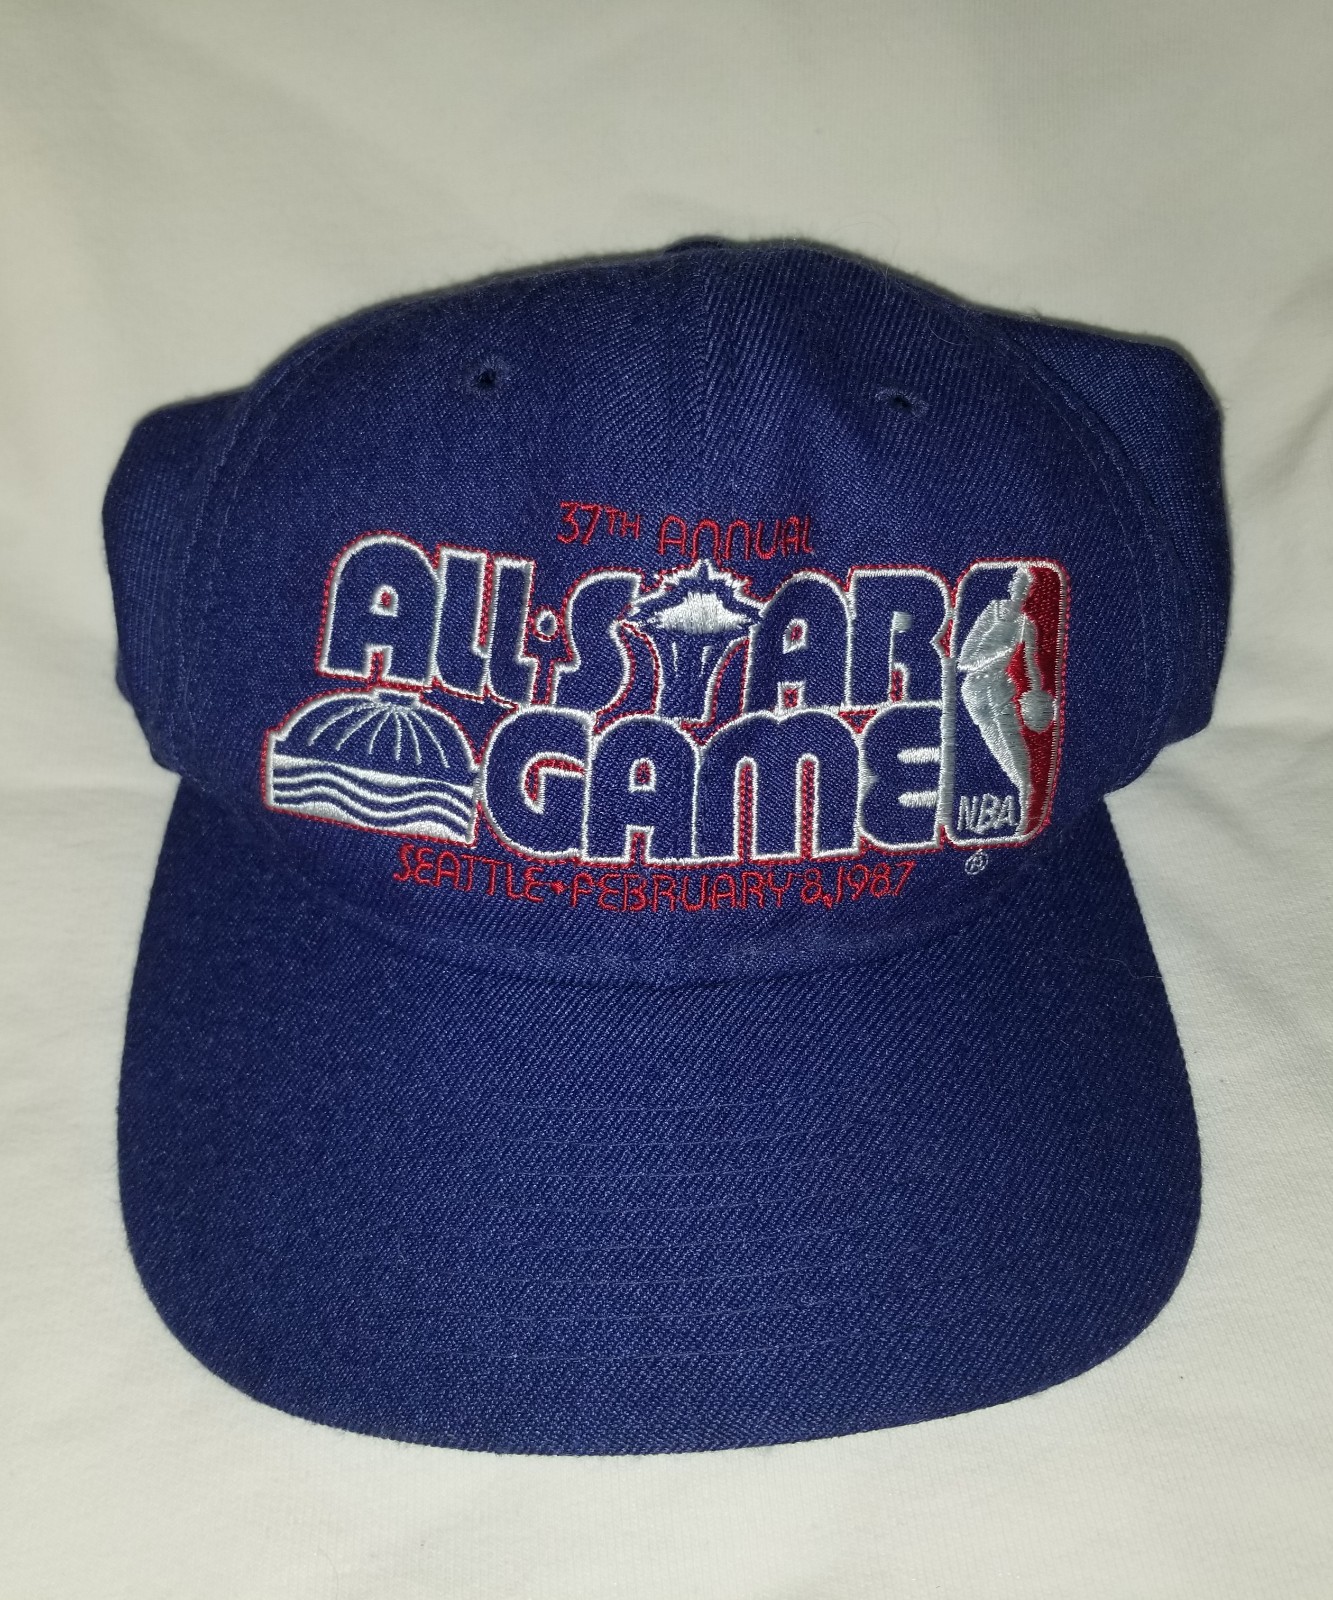 37TH ANNUAL
ALL·STAR
GAME
NBA
®
SEATTLE·FEBRUARY 8, 1987